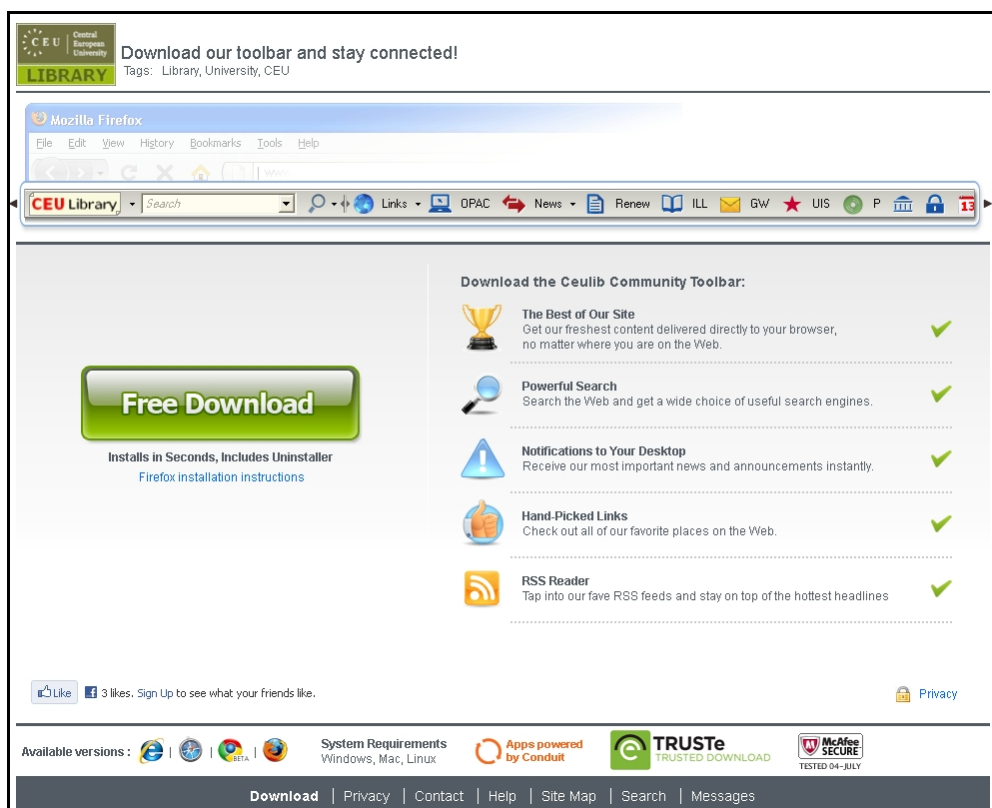 CEU Central
European
University
LIBRARY
Download our toolbar and stay connected!
Tags: Library, University, CEU
Mozilla Firefox
File Edit View History Bookmarks Tools Help
www
CEU Library Search Links OPAC News Renew ILL GW UIS P 13
Download the Ceulib Community Toolbar:
The Best of Our Site
Get our freshest content delivered directly to your browser,
no matter where you are on the Web.
Powerful Search
Search the Web and get a wide choice of useful search engines.
Free Download
Installs in Seconds, Includes Uninstaller
Firefox installation instructions
Notifications to Your Desktop
Receive our most important news and announcements instantly.
Hand-Picked Links
Check out all of our favorite places on the Web.
RSS Reader
Tap into our fave RSS feeds and stay on top of the hottest headlines
Like 3 likes. Sign Up to see what your friends like.
Privacy
Available versions : | | BETA |
System Requirements
Windows, Mac, Linux
Apps powered
by Conduit
TRUSTe
TRUSTED DOWNLOAD
McAfee
SECURE
TESTED 04-JULY
Download | Privacy | Contact | Help | Site Map | Search | Messages